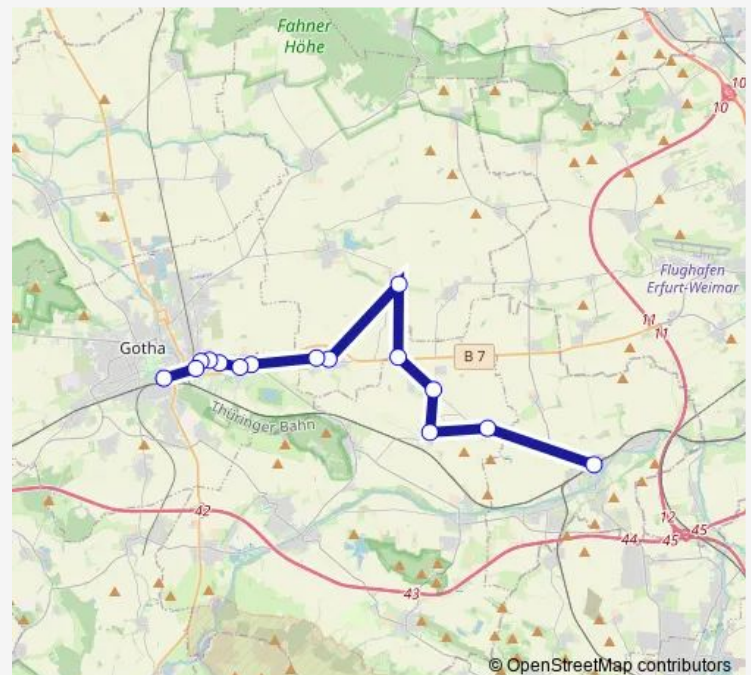 Fahner
Höhe
10
10
Flughafen
Erfurt-Weimar
11
11
Gotha
B 7
Thüringer Bahn
42
12
45
44
45
43
© OpenStreetMap contributors